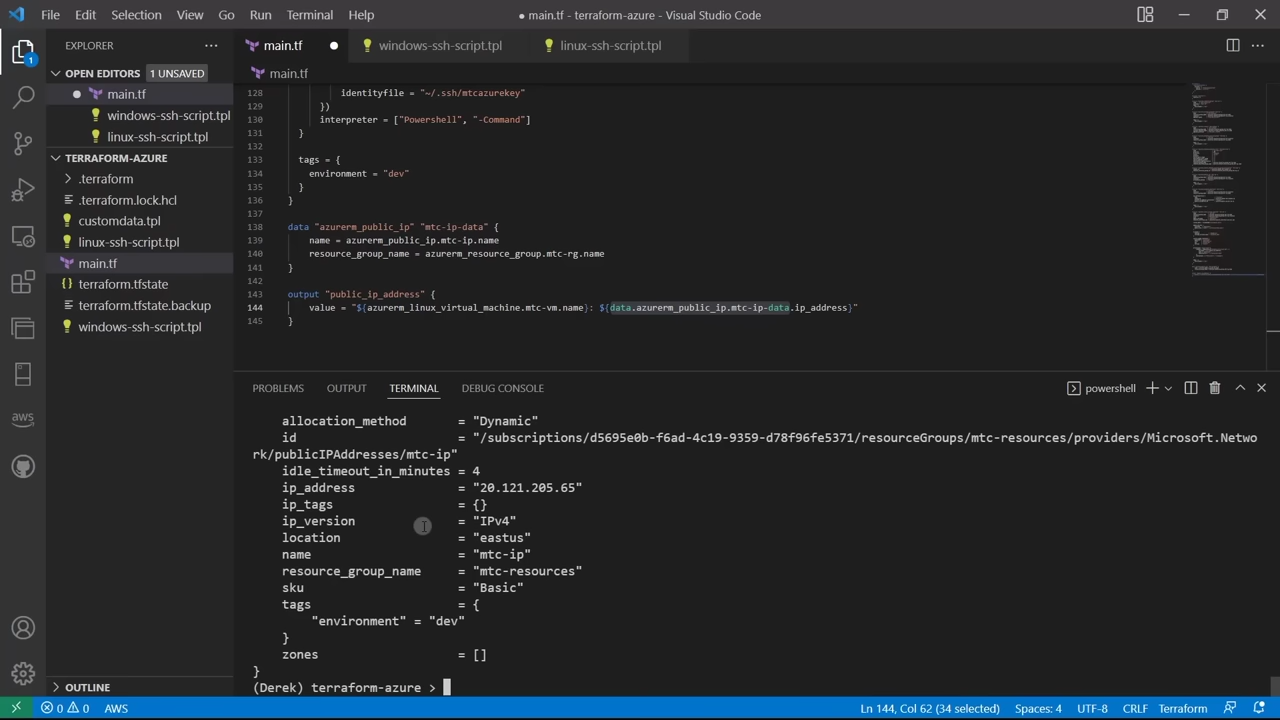 File Edit Selection View Go Run Terminal Help
● main.tf - terraform-azure - Visual Studio Code
EXPLORER
OPEN EDITORS 1 UNSAVED
main.tf
windows-ssh-script.tpl
linux-ssh-script.tpl
TERRAFORM-AZURE
.terraform
.terraform.lock.hcl
customdata.tpl
linux-ssh-script.tpl
main.tf
terraform.tfstate
terraform.tfstate.backup
windows-ssh-script.tpl
OUTLINE
1
aws
main.tf windows-ssh-script.tpl linux-ssh-script.tpl
main.tf
128 identityfile = "~/.ssh/mtcazurekey"
129 })
130 interpreter = ["Powershell", "-Command"]
131 }
132
133 tags = {
134 environment = "dev"
135 }
136 }
137
138 data "azurerm_public_ip" "mtc-ip-data" {
139 name = azurerm_public_ip.mtc-ip.name
140 resource_group_name = azurerm_resource_group.mtc-rg.name
141 }
142
143 output "public_ip_address" {
144 value = "${azurerm_linux_virtual_machine.mtc-vm.name}: ${data.azurerm_public_ip.mtc-ip-data.ip_address}"
145 }
PROBLEMS OUTPUT TERMINAL DEBUG CONSOLE
powershell
allocation_method = "Dynamic"
id = "/subscriptions/d5695e0b-f6ad-4c19-9359-d78f96fe5371/resourceGroups/mtc-resources/providers/Microsoft.Netwo
rk/publicIPAddresses/mtc-ip"
idle_timeout_in_minutes = 4
ip_address = "20.121.205.65"
ip_tags = {}
ip_version = "IPv4"
location = "eastus"
name = "mtc-ip"
resource_group_name = "mtc-resources"
sku = "Basic"
tags = {
"environment" = "dev"
}
zones = []
}
(Derek) terraform-azure >
0 0 AWS
Ln 144, Col 62 (34 selected) Spaces: 4 UTF-8 CRLF Terraform